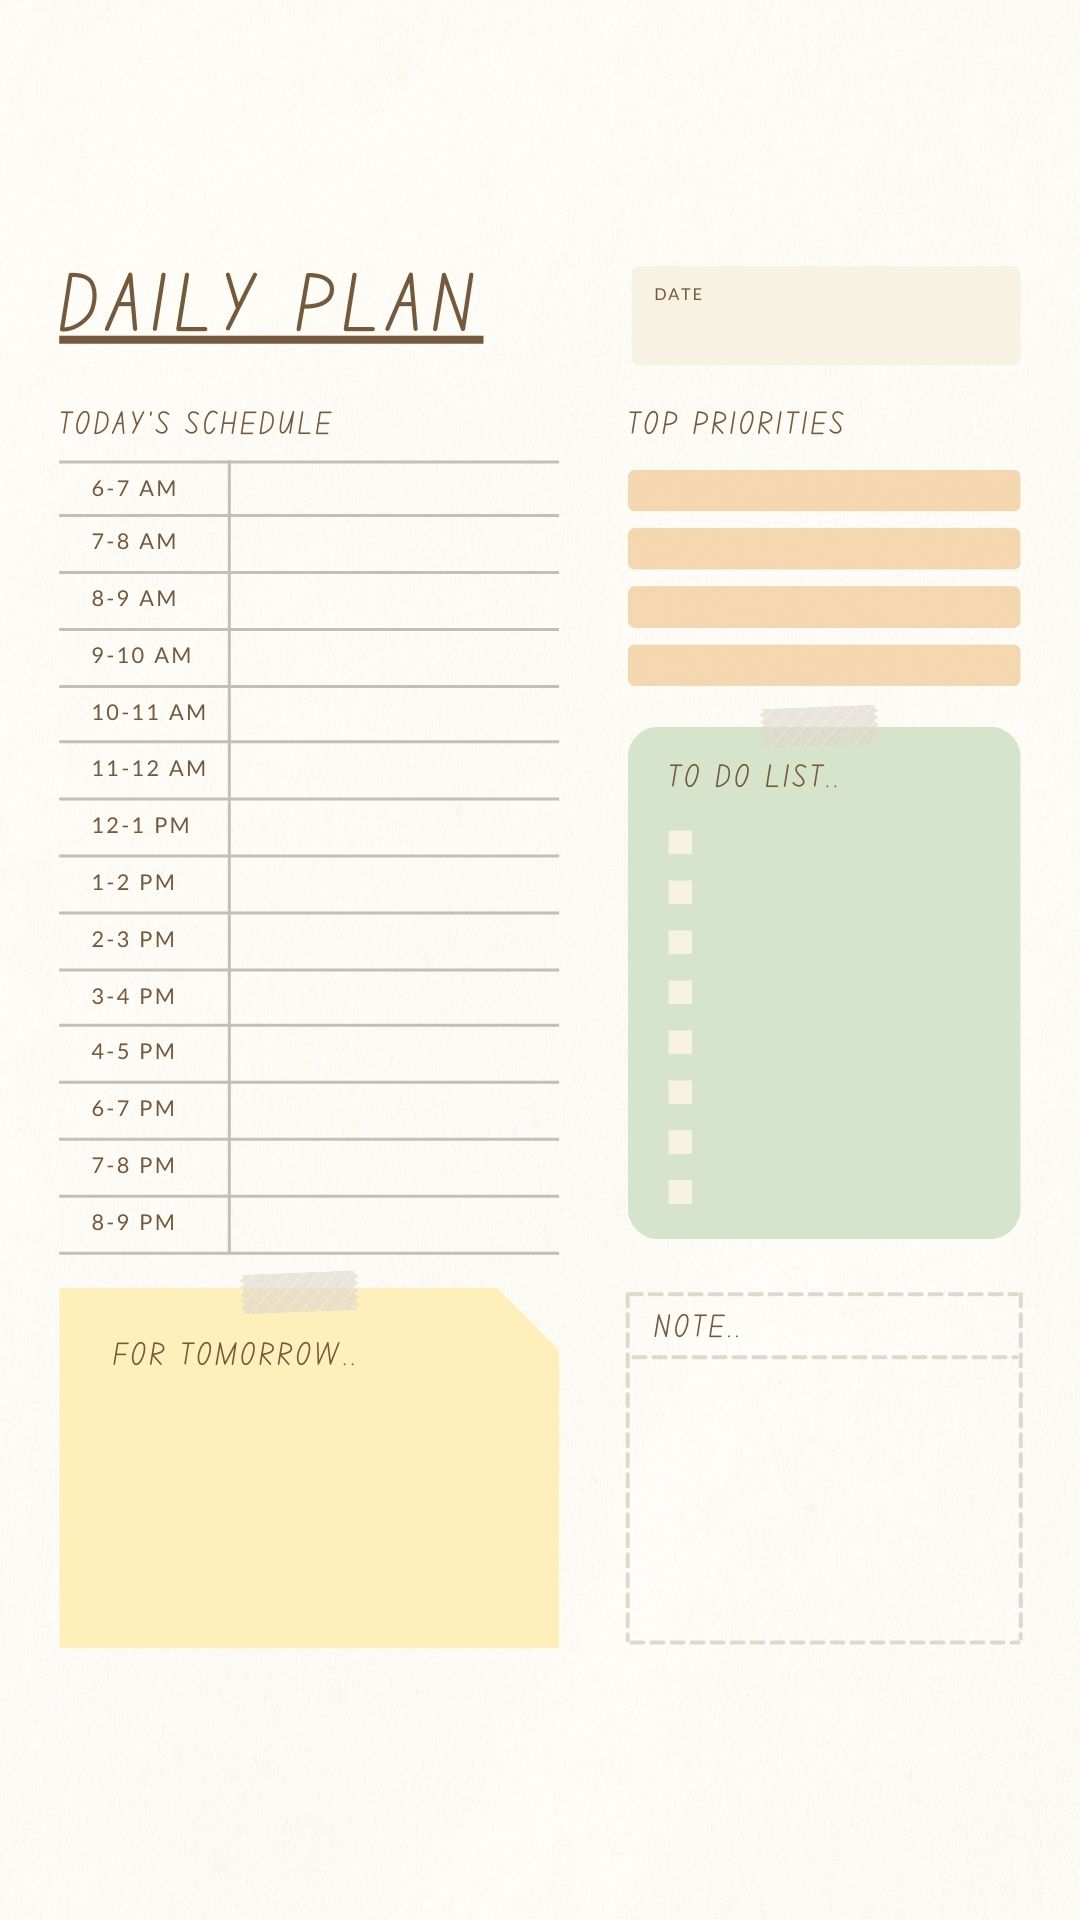 DAILY PLAN
DATE
TODAY'S SCHEDULE
6-7 AM
7-8 AM
8-9 AM
9-10 AM
10-11 AM
11-12 AM
12-1 PM
1-2 PM
2-3 PM
3-4 PM
4-5 PM
6-7 PM
7-8 PM
8-9 PM
TOP PRIORITIES
TO DO LIST..
FOR TOMORROW..
NOTE..